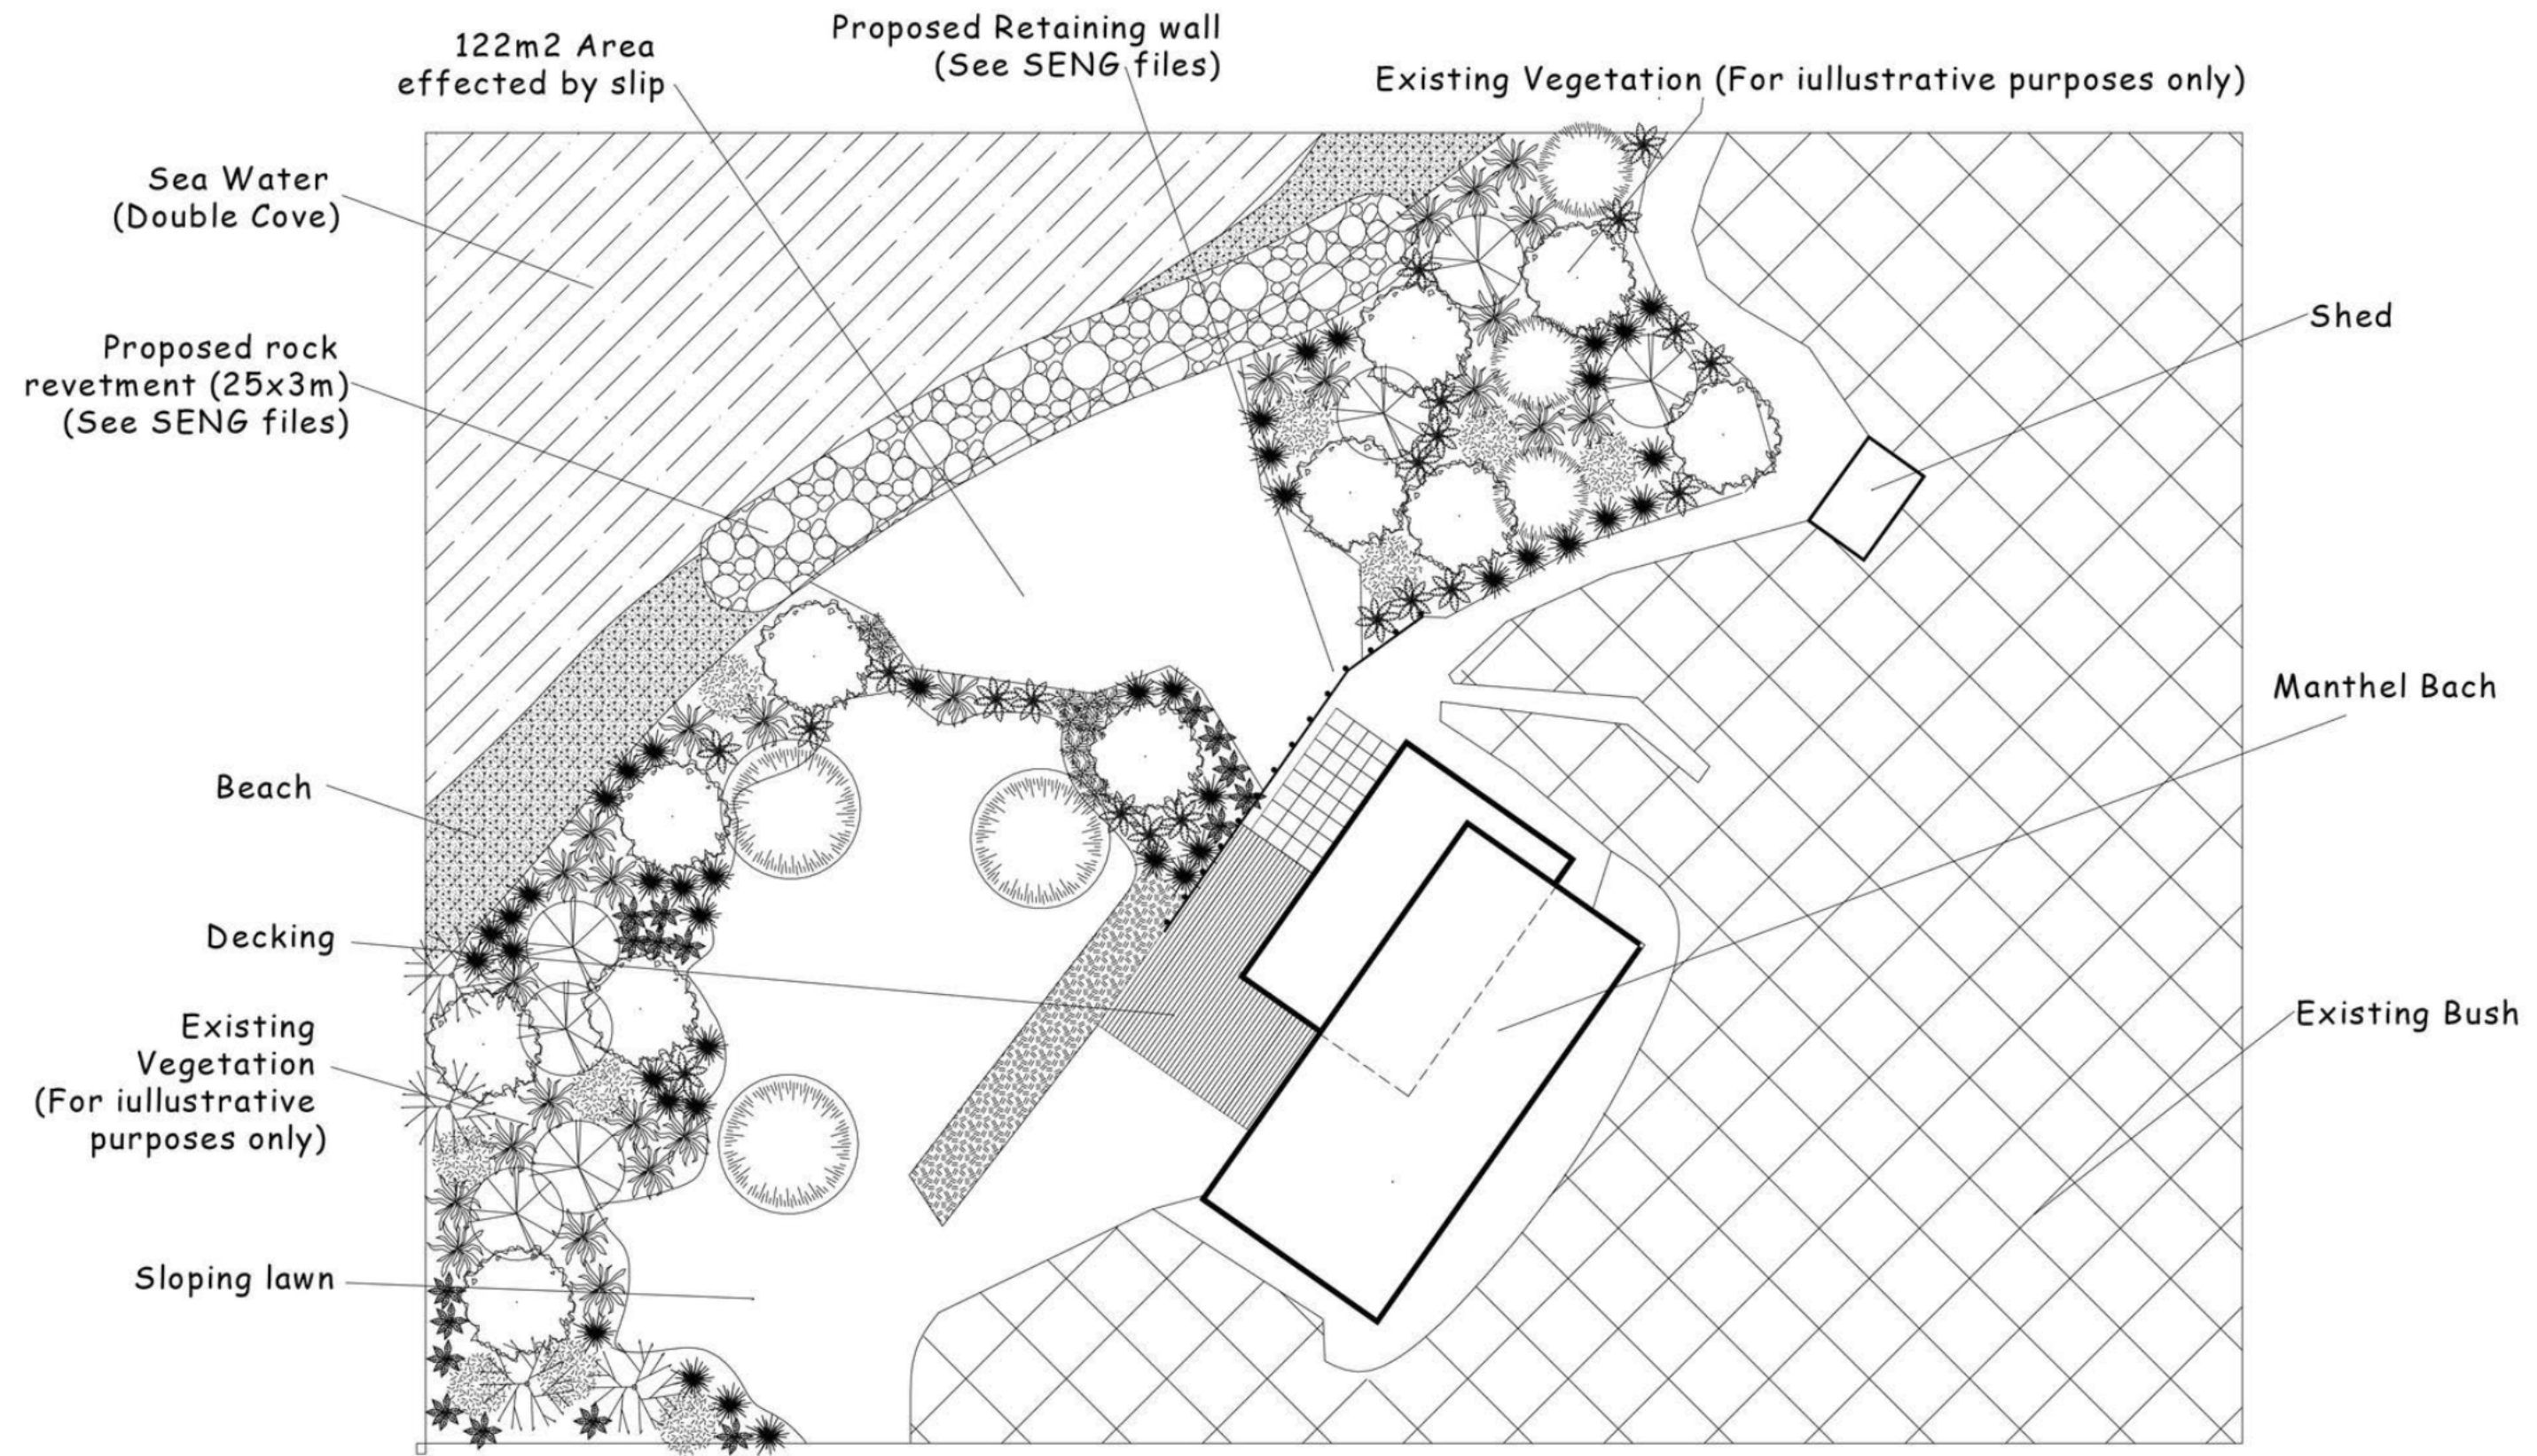 122m2 Area
effected by slip
Proposed Retaining wall
(See SENG files)
Existing Vegetation (For iullustrative purposes only)
Sea Water
(Double Cove)
Proposed rock
revetment (25x3m)
(See SENG files)
Shed
Manthel Bach
Beach
Decking
Existing
Vegetation
(For iullustrative
purposes only)
Existing Bush
Sloping lawn